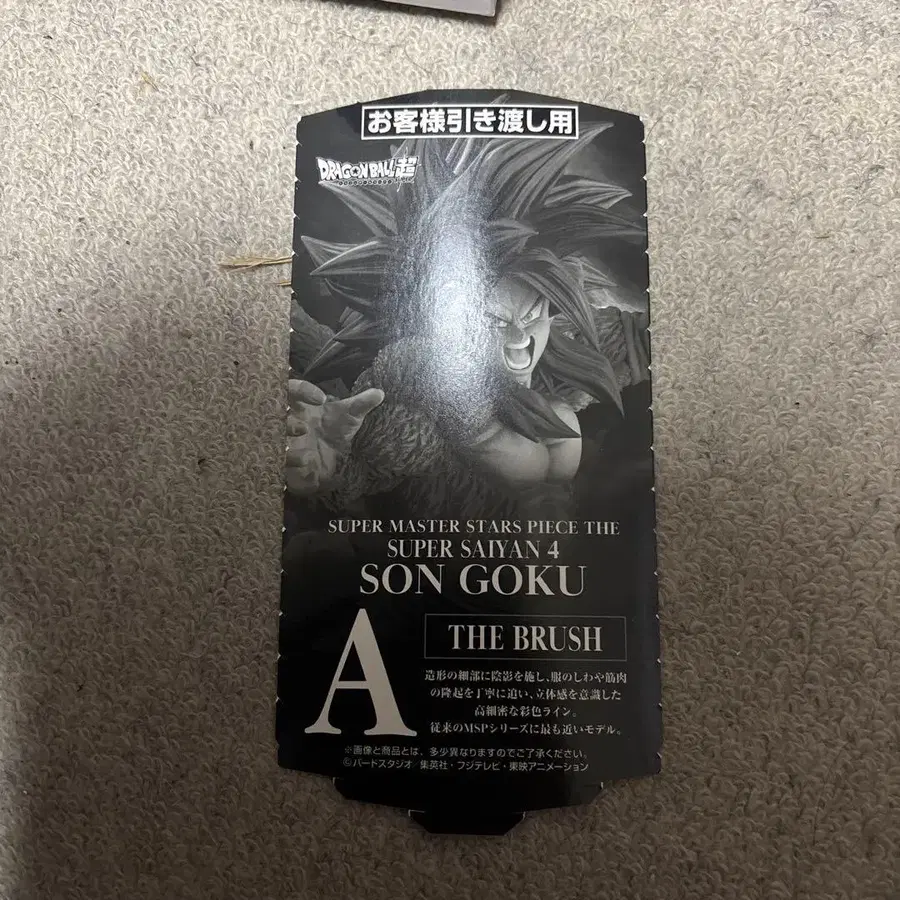 お客様引き渡し用
DRAGON BALL超
SUPER MASTER STARS PIECE THE
SUPER SAIYAN 4
SON GOKU
A
THE BRUSH
造形の細部に陰影を施し、服のしわや筋肉
の隆起を丁寧に追い、立体感を意識した
高細密な彩色ライン。
従来のMSPシリーズに最も近いモデル。
※画像と商品とは、多少異なりますのでご了承ください。
©バードスタジオ/集英社・フジテレビ・東映アニメーション